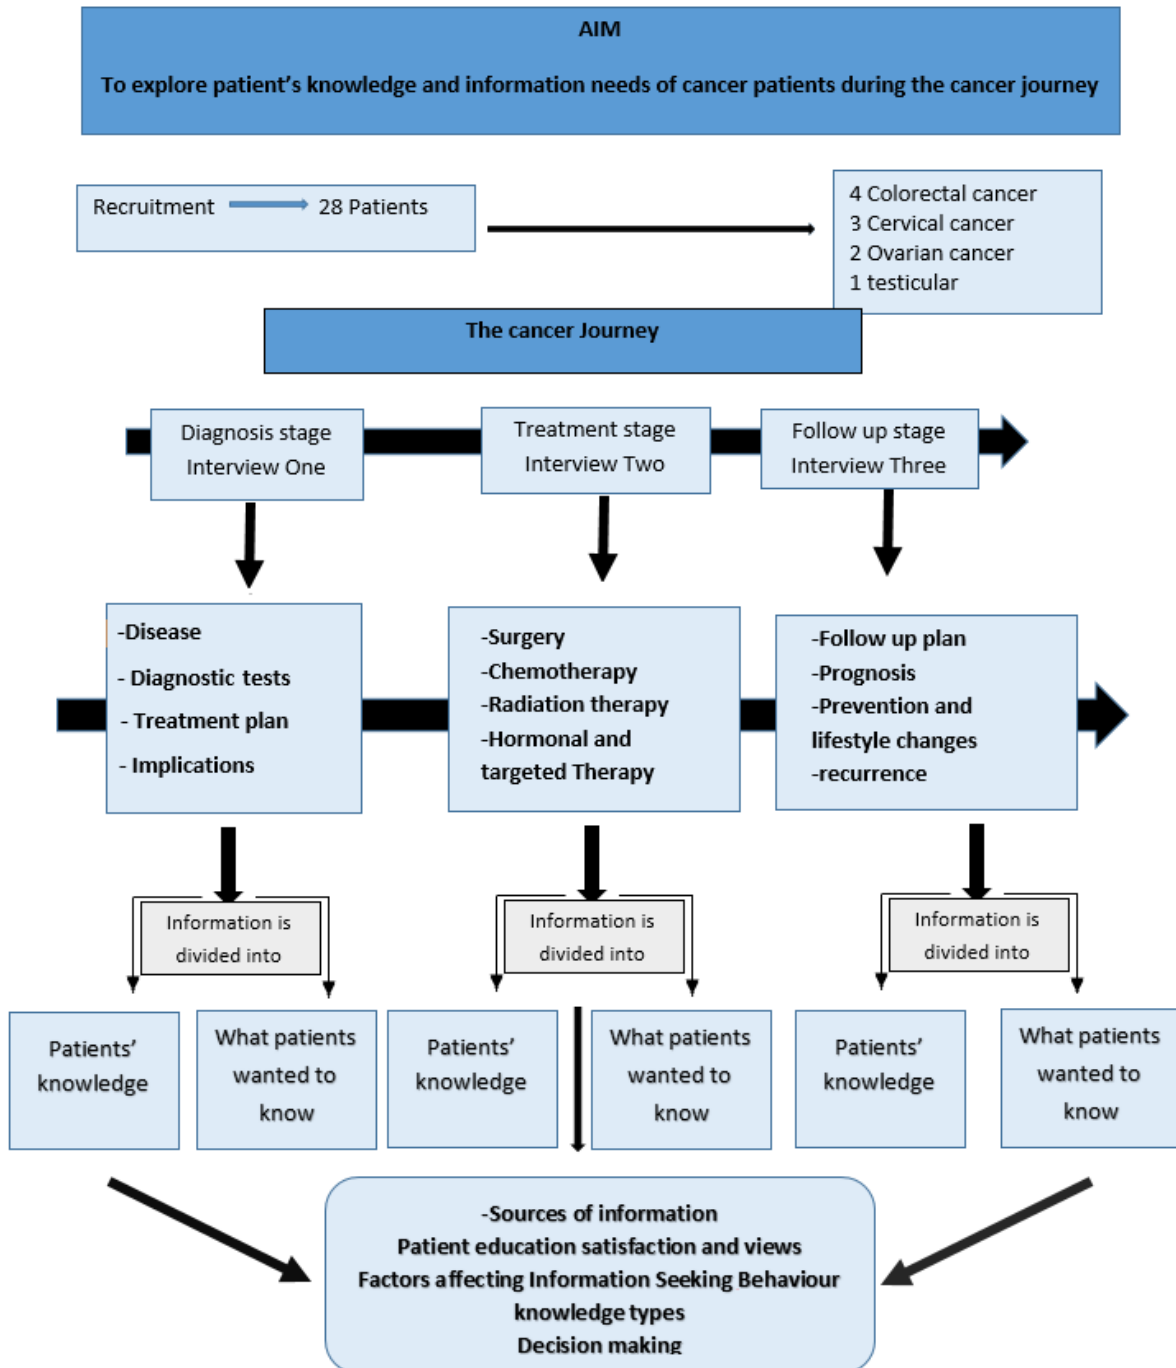 AIM
To explore patient's knowledge and information needs of cancer patients during the cancer journey
Recruitment 28 Patients
4 Colorectal cancer
3 Cervical cancer
2 Ovarian cancer
1 testicular
The cancer Journey
Diagnosis stage
Interview One
Treatment stage
Interview Two
Follow up stage
Interview Three
-Disease
- Diagnostic tests
- Treatment plan
- Implications
-Surgery
-Chemotherapy
-Radiation therapy
-Hormonal and
targeted Therapy
-Follow up plan
-Prognosis
-Prevention and
lifestyle changes
-recurrence
Information is
divided into
Information is
divided into
Information is
divided into
Patients'
knowledge
What patients
wanted to
know
Patients'
knowledge
What patients
wanted to
know
Patients'
knowledge
What patients
wanted to
know
-Sources of information
Patient education satisfaction and views
Factors affecting Information Seeking Behaviour
knowledge types
Decision making